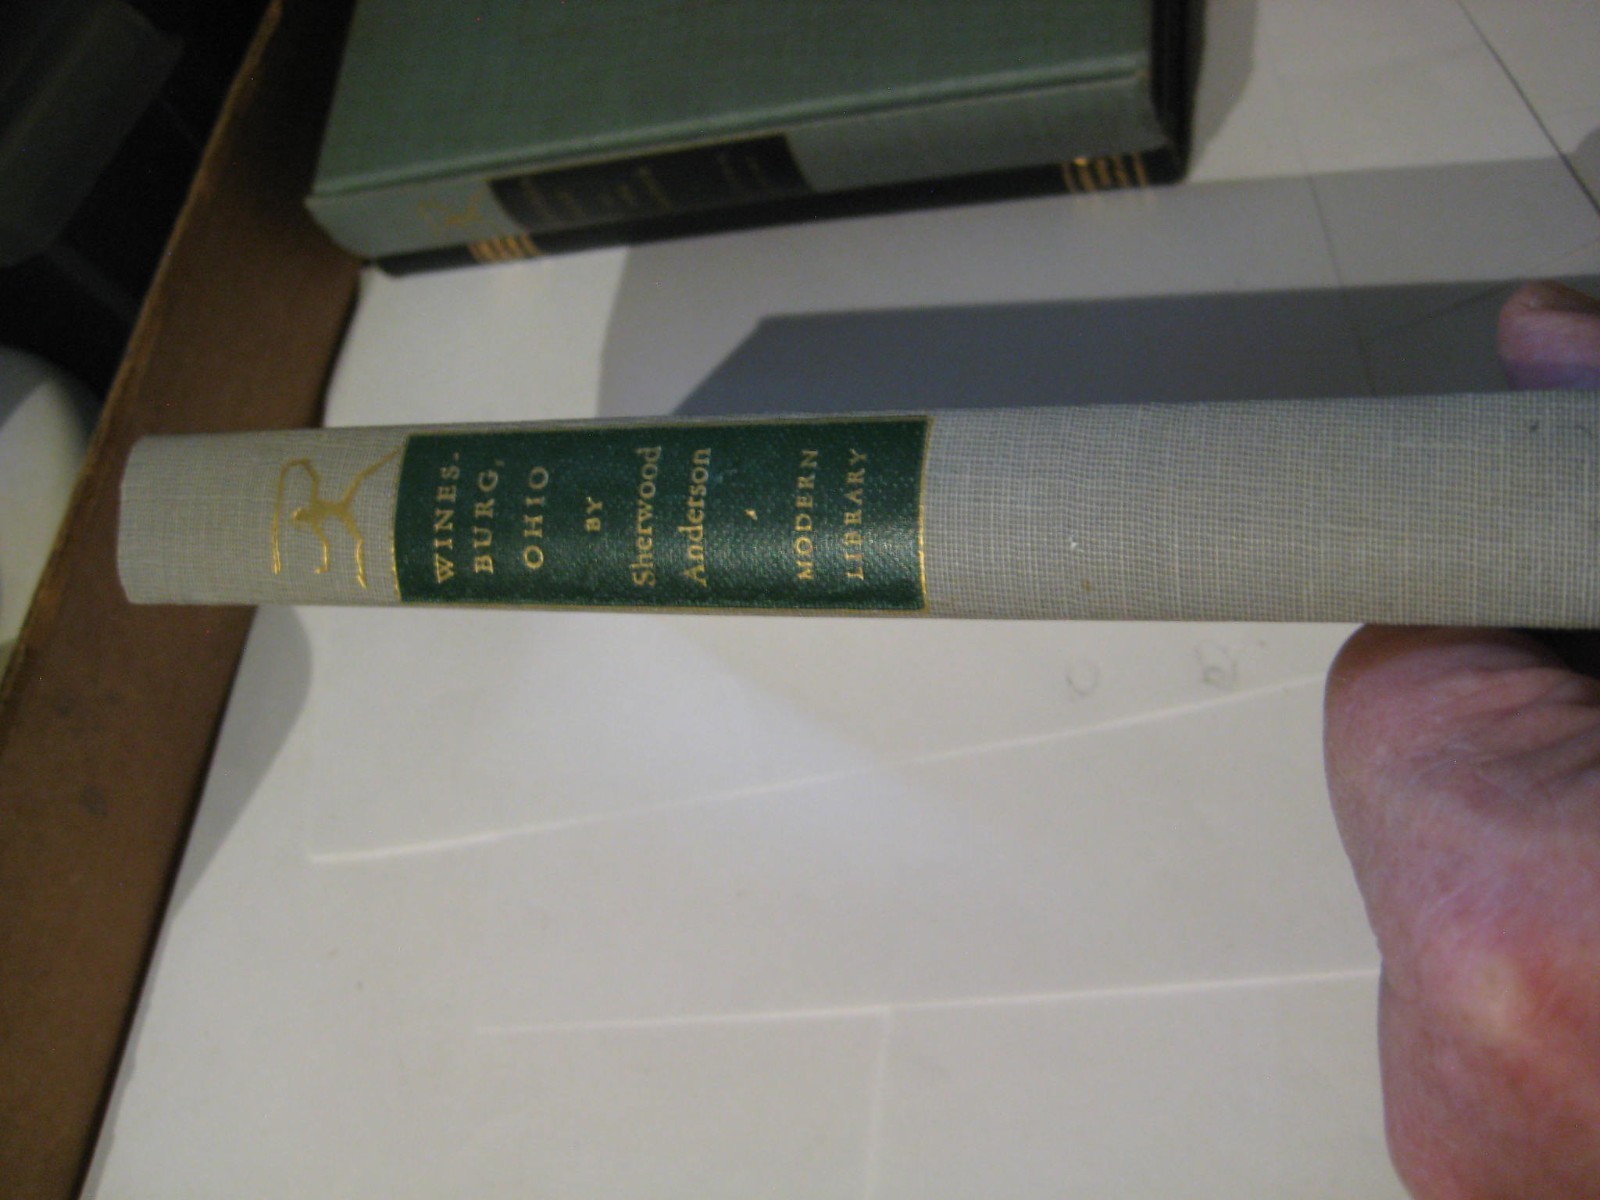 WINES-
BURG,
OHIO
BY
Sherwood
Anderson
MODERN
LIBRARY